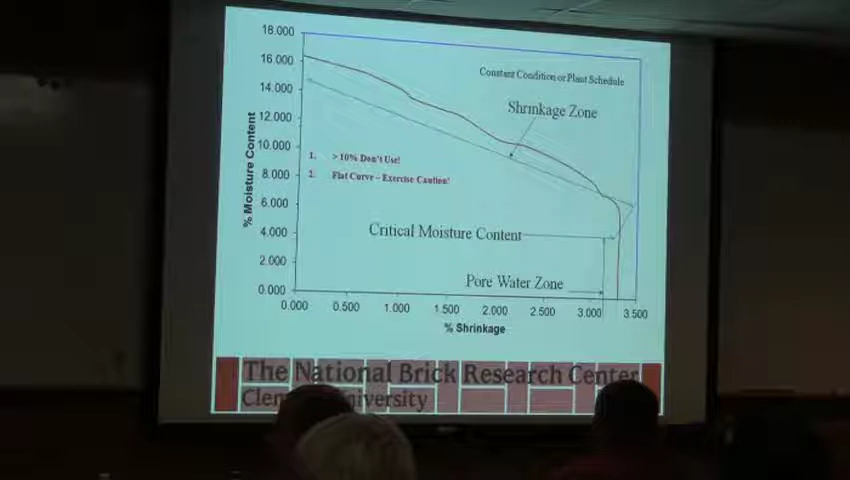 18.000
16.000
14.000
12.000
10.000
8.000
6.000
4.000
2.000
0.000
% Moisture Content
Constant Condition or Plant Schedule
Shrinkage Zone
1. > 10% Don't Use!
2. Flat Curve – Exercise Caution!
Critical Moisture Content
Pore Water Zone
0.000 0.500 1.000 1.500 2.000 2.500 3.000 3.500
% Shrinkage
The National Brick Research Center
Clem University